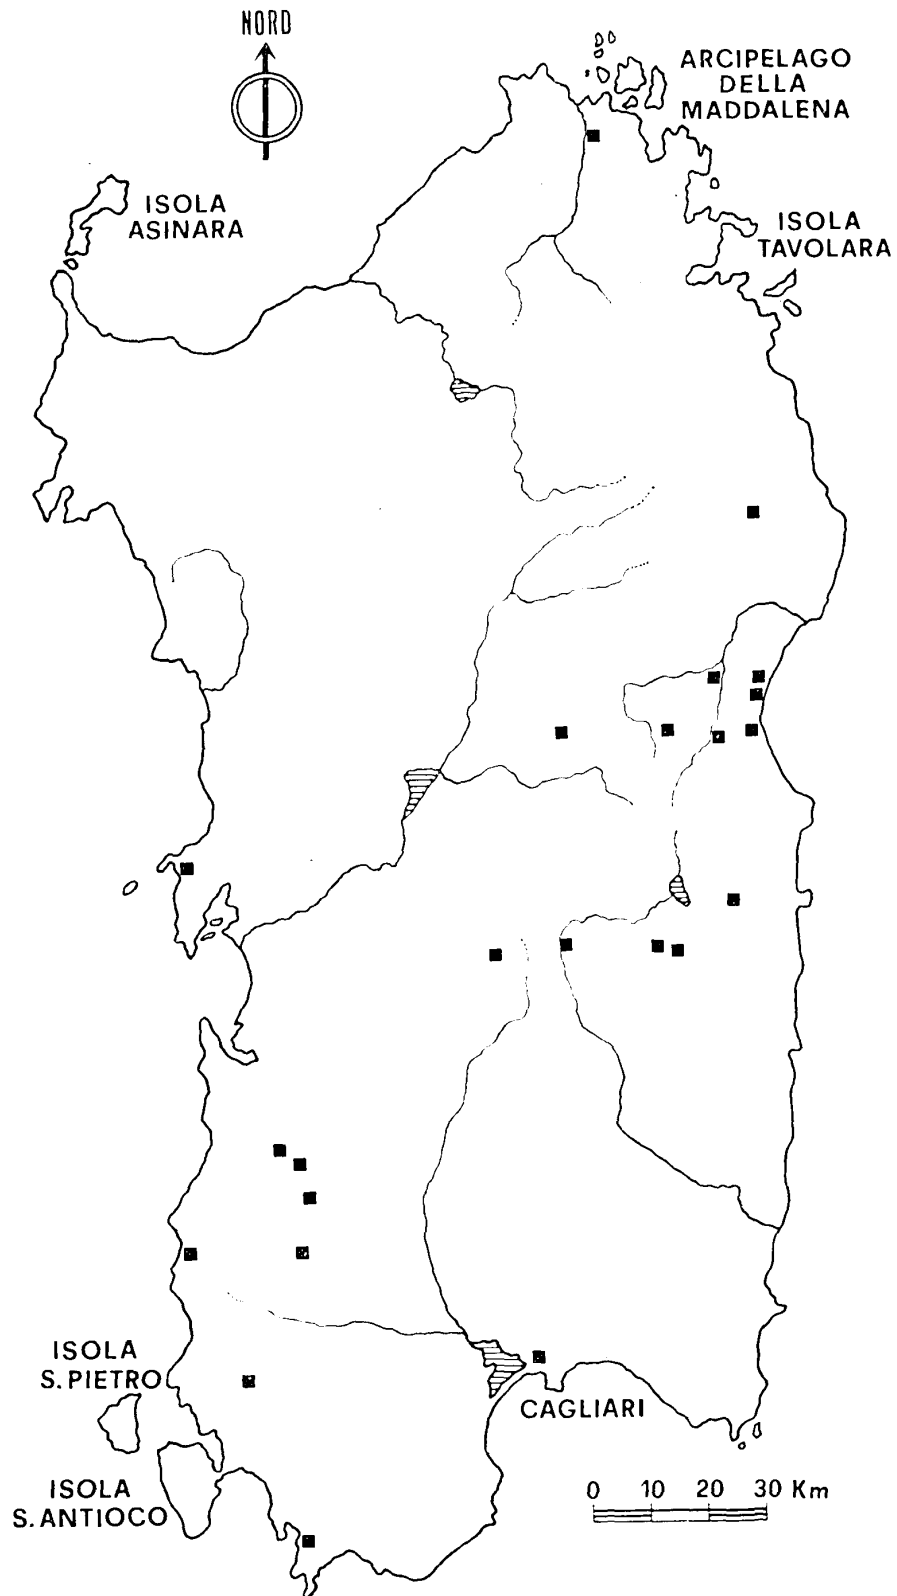 NORD
ARCIPELAGO
DELLA
MADDALENA
ISOLA
ASINARA
ISOLA
TAVOLARA
ISOLA
S. PIETRO
CAGLIARI
ISOLA
S. ANTIOCO
0 10 20 30 Km